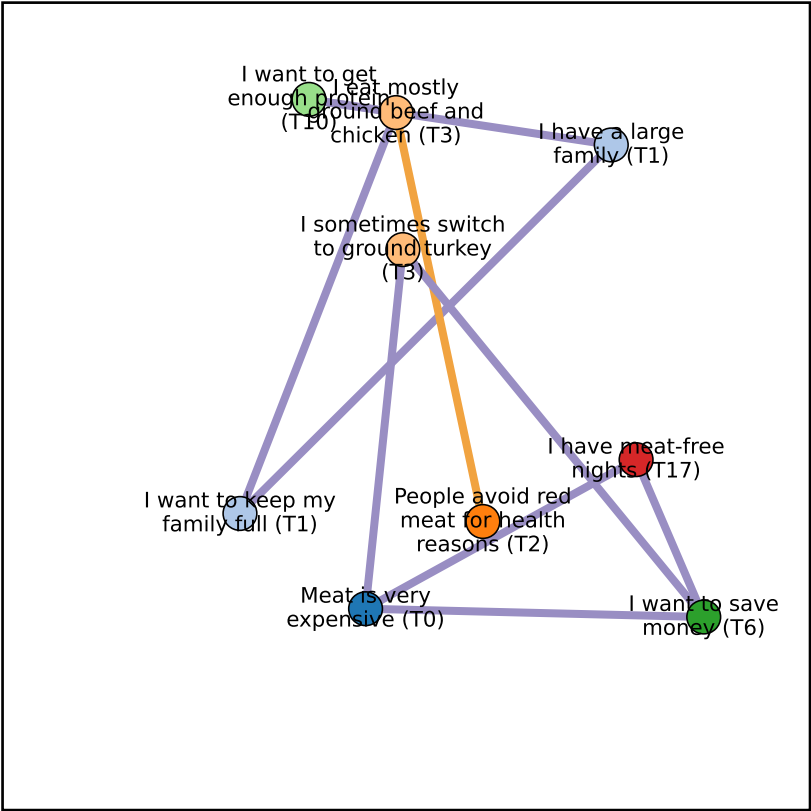 I want to get
enough protein
(T10)
I eat mostly
ground beef and
chicken (T3)
I have a large
family (T1)
I sometimes switch
to ground turkey
(T3)
I have meat-free
nights (T17)
I want to keep my
family full (T1)
People avoid red
meat for health
reasons (T2)
Meat is very
expensive (T0)
I want to save
money (T6)